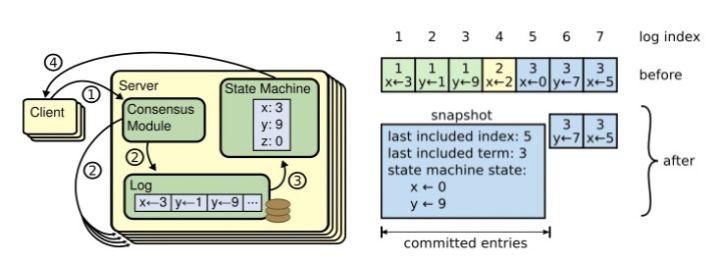 ④
①
Client
Server
Consensus
Module
State Machine
x: 3
y: 9
z: 0
②
②
③
Log
x←3 y←1 y←9 ...
1 2 3 4 5 6 7 log index
1 1 1 2 3 3 3
x←3 y←1 y←9 x←2 x←0 y←7 x←5
before
snapshot
last included index: 5
last included term: 3
state machine state:
x ← 0
y ← 9
3 3
y←7 x←5
after
committed entries